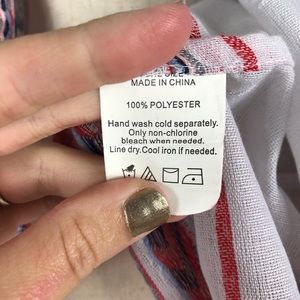 MADE IN CHINA
100% POLYESTER
Hand wash cold separately.
Only non-chlorine
bleach when needed.
Line dry.Cool iron if needed.